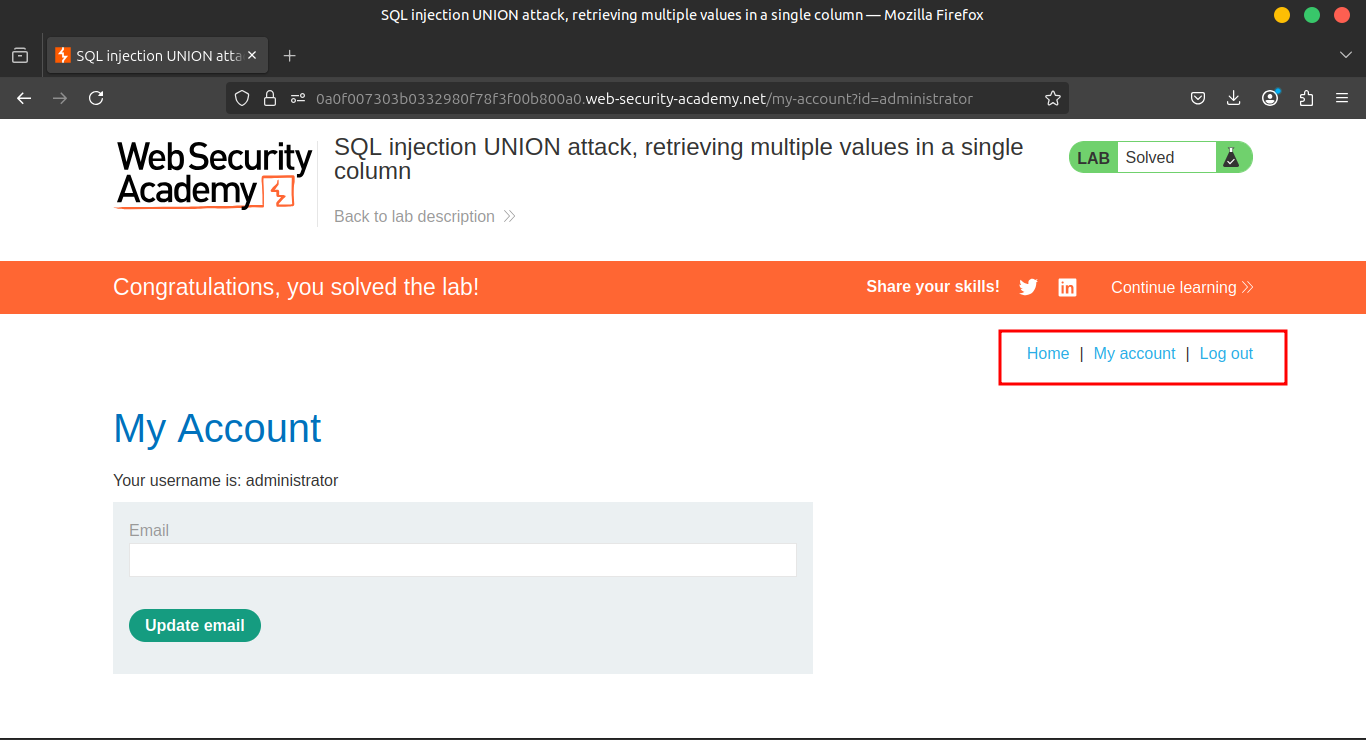 SQL injection UNION attack, retrieving multiple values in a single column — Mozilla Firefox
SQL injection UNION atta
0a0f007303b0332980f78f3f00b800a0.web-security-academy.net/my-account?id=administrator
Web Security
Academy
SQL injection UNION attack, retrieving multiple values in a single
column
LAB Solved
Back to lab description
Congratulations, you solved the lab!
Share your skills!
Continue learning
Home | My account | Log out
My Account
Your username is: administrator
Email
Update email